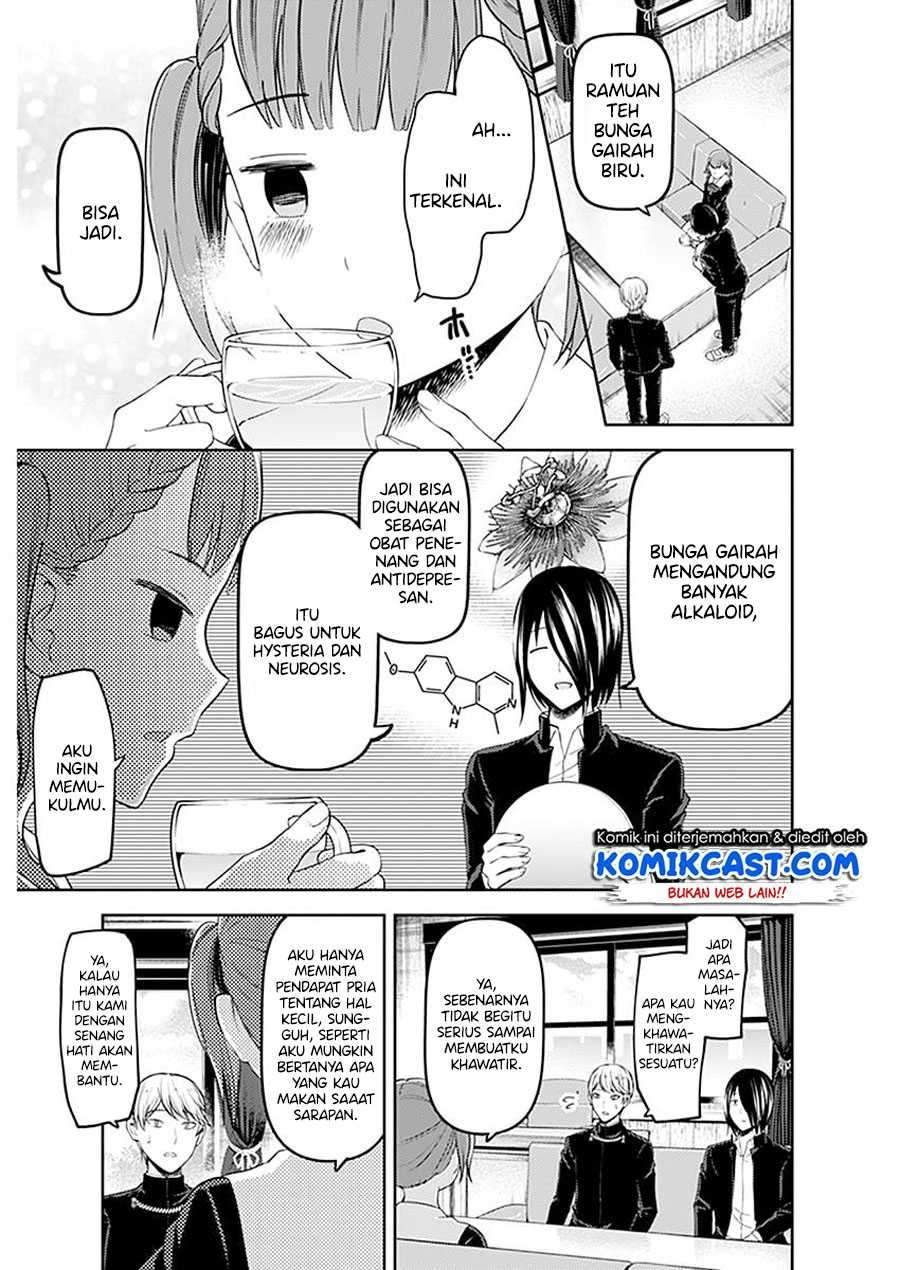 ITU
RAMUAN
TEH
BUNGA
GAIRAH
BIRU.
AH...
INI
TERKENAL.
BISA
JADI.
ホ
BUNGA GAIRAH
MENGANDUNG
BANYAK
ALKALOID,
JADI BISA
DIGUNAKAN
SEBAGAI
OBAT PENE-
NANG DAN
ANTIDEPRE-
SAN.
ITU
BAGUS UNTUK
HYSTERIA DAN
NEUROSIS.
O
N
N
H
AKU
INGIN
MEMU-
KULMU.
Komik ini diterjemahkan & diedit oleh
KOMIKCAST.COM
BUKAN WEB LAIN!!
JADI
APA
MASA-
LAH-
NYA?
APA KAU
MENG-
KHAWA-
TIRKAN
SESUATU?
YA,
SEBENARNYA
TIDAK BEGITU
SERIUS SAMPAI
MEMBUATKU
KHAWATIR.
AKU HANYA
MEMINTA
PENDAPAT PRIA
TENTANG HAL
KECIL, SUNG-
GUH, SEPERTI
AKU MUNGKIN
BERTANYA APA
YANG KAU
MAKAN SAAAT
SARAPAN.
YA,
KALAU
HANYA
ITU KAMI
DENGAN
SENANG
HATI AKAN
MEM-
BANTU.